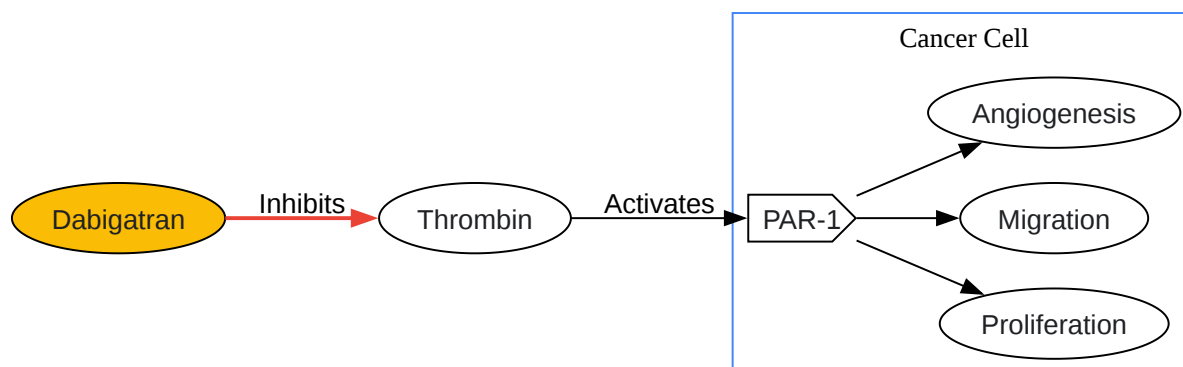 Cancer Cell
Angiogenesis
Dabigatran
Inhibits
Thrombin
Activates
PAR-1
Migration
Proliferation